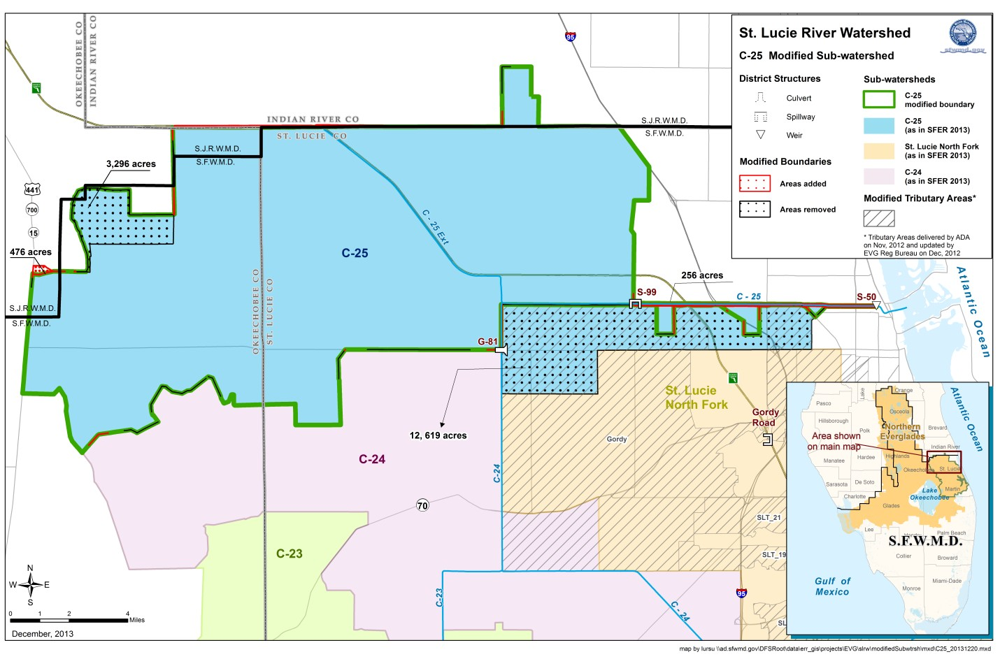 St. Lucie River Watershed
C-25 Modified Sub-watershed
sfwmd.gov
District Structures
Culvert
Spillway
Weir
Modified Boundaries
Areas added
Areas removed
Sub-watersheds
C-25
modified boundary
C-25
(as in SFER 2013)
St. Lucie North Fork
(as in SFER 2013)
C-24
(as in SFER 2013)
Modified Tributary Areas*
* Tributary Areas delivered by ADA
on Nov, 2012 and updated by
EVG Reg Bureau on Dec, 2012
OKEECHOBEE CO
INDIAN RIVER CO
95
INDIAN RIVER CO
ST. LUCIE CO
S.J.R.W.M.D.
S.F.W.M.D.
S.J.R.W.M.D.
S.F.W.M.D.
3,296 acres
441
700
15
476 acres
S.J.R.W.M.D.
S.F.W.M.D.
C - 25 Ext
C-25
OKEECHOBEE CO
ST. LUCIE CO
256 acres
S-99
C - 25
S-50
Atlantic Ocean
G-81
St. Lucie
North Fork
Gordy
Road
Gordy
12, 619 acres
C-24
C-24
70
SLT_21
C-23
SLT_19
C-23
C - 24
95
SL
N
W
E
S
0
1
2
4
Miles
December, 2013
Lake
Orange
Pasco
Osceola
Hillsborough
Polk
Northern
Everglades
Brevard
Atlantic Ocean
Area shown
on main map
Indian River
Manatee
Hardee
Highlands
Okeechobee
St. Lucie
Sarasota
De Soto
Charlotte
Lake
Okeechobee
Martin
Glades
Lee
Hendry
Palm Beach
S.F.W.M.D.
Collier
Broward
Gulf of
Mexico
Monroe
Miami-Dade
map by lursu \\ad.sfwmd.gov\DFSRoot\data\err_gis\projects\EVG\slrw\modifiedSubwtrsh\mxd\C25_20131220.mxd